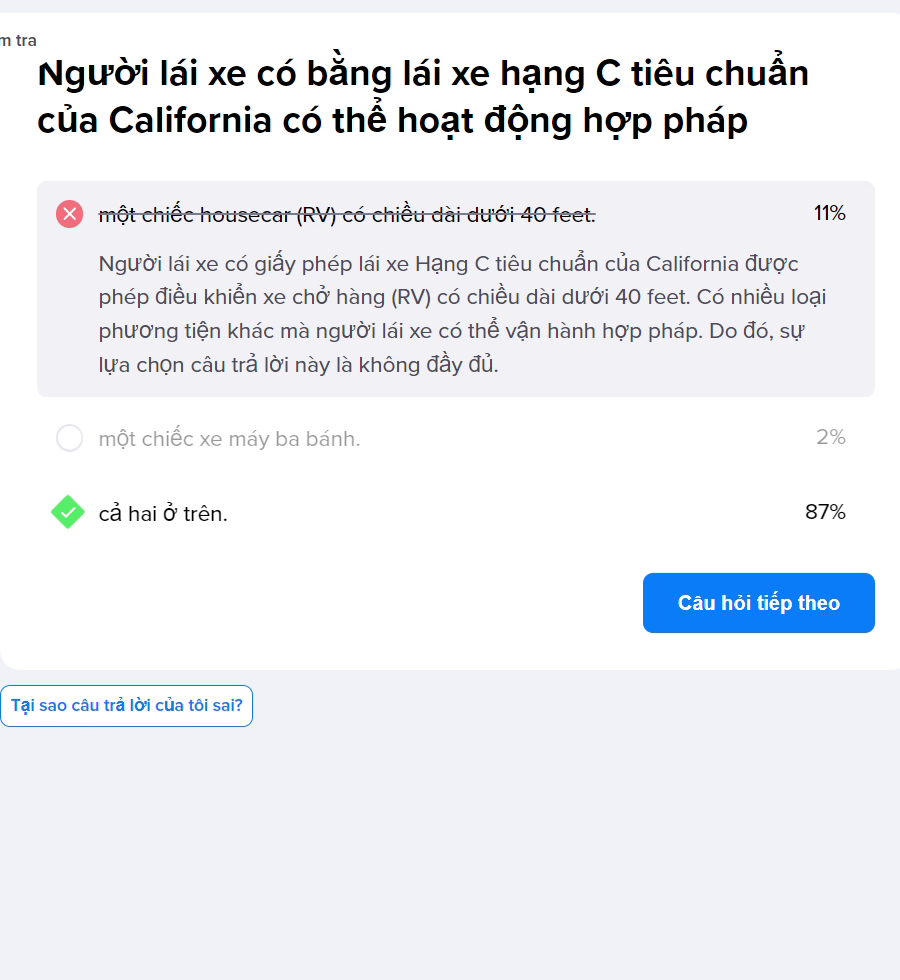 m tra
Người lái xe có bằng lái xe hạng C tiêu chuẩn
của California có thể hoạt động hợp pháp
một chiếc housecar (RV) có chiều dài dưới 40 feet.
11%
Người lái xe có giấy phép lái xe Hạng C tiêu chuẩn của California được
phép điều khiển xe chở hàng (RV) có chiều dài dưới 40 feet. Có nhiều loại
phương tiện khác mà người lái xe có thể vận hành hợp pháp. Do đó, sự
lựa chọn câu trả lời này là không đầy đủ.
một chiếc xe máy ba bánh.
2%
cả hai ở trên.
87%
Câu hỏi tiếp theo
Tại sao câu trả lời của tôi sai?